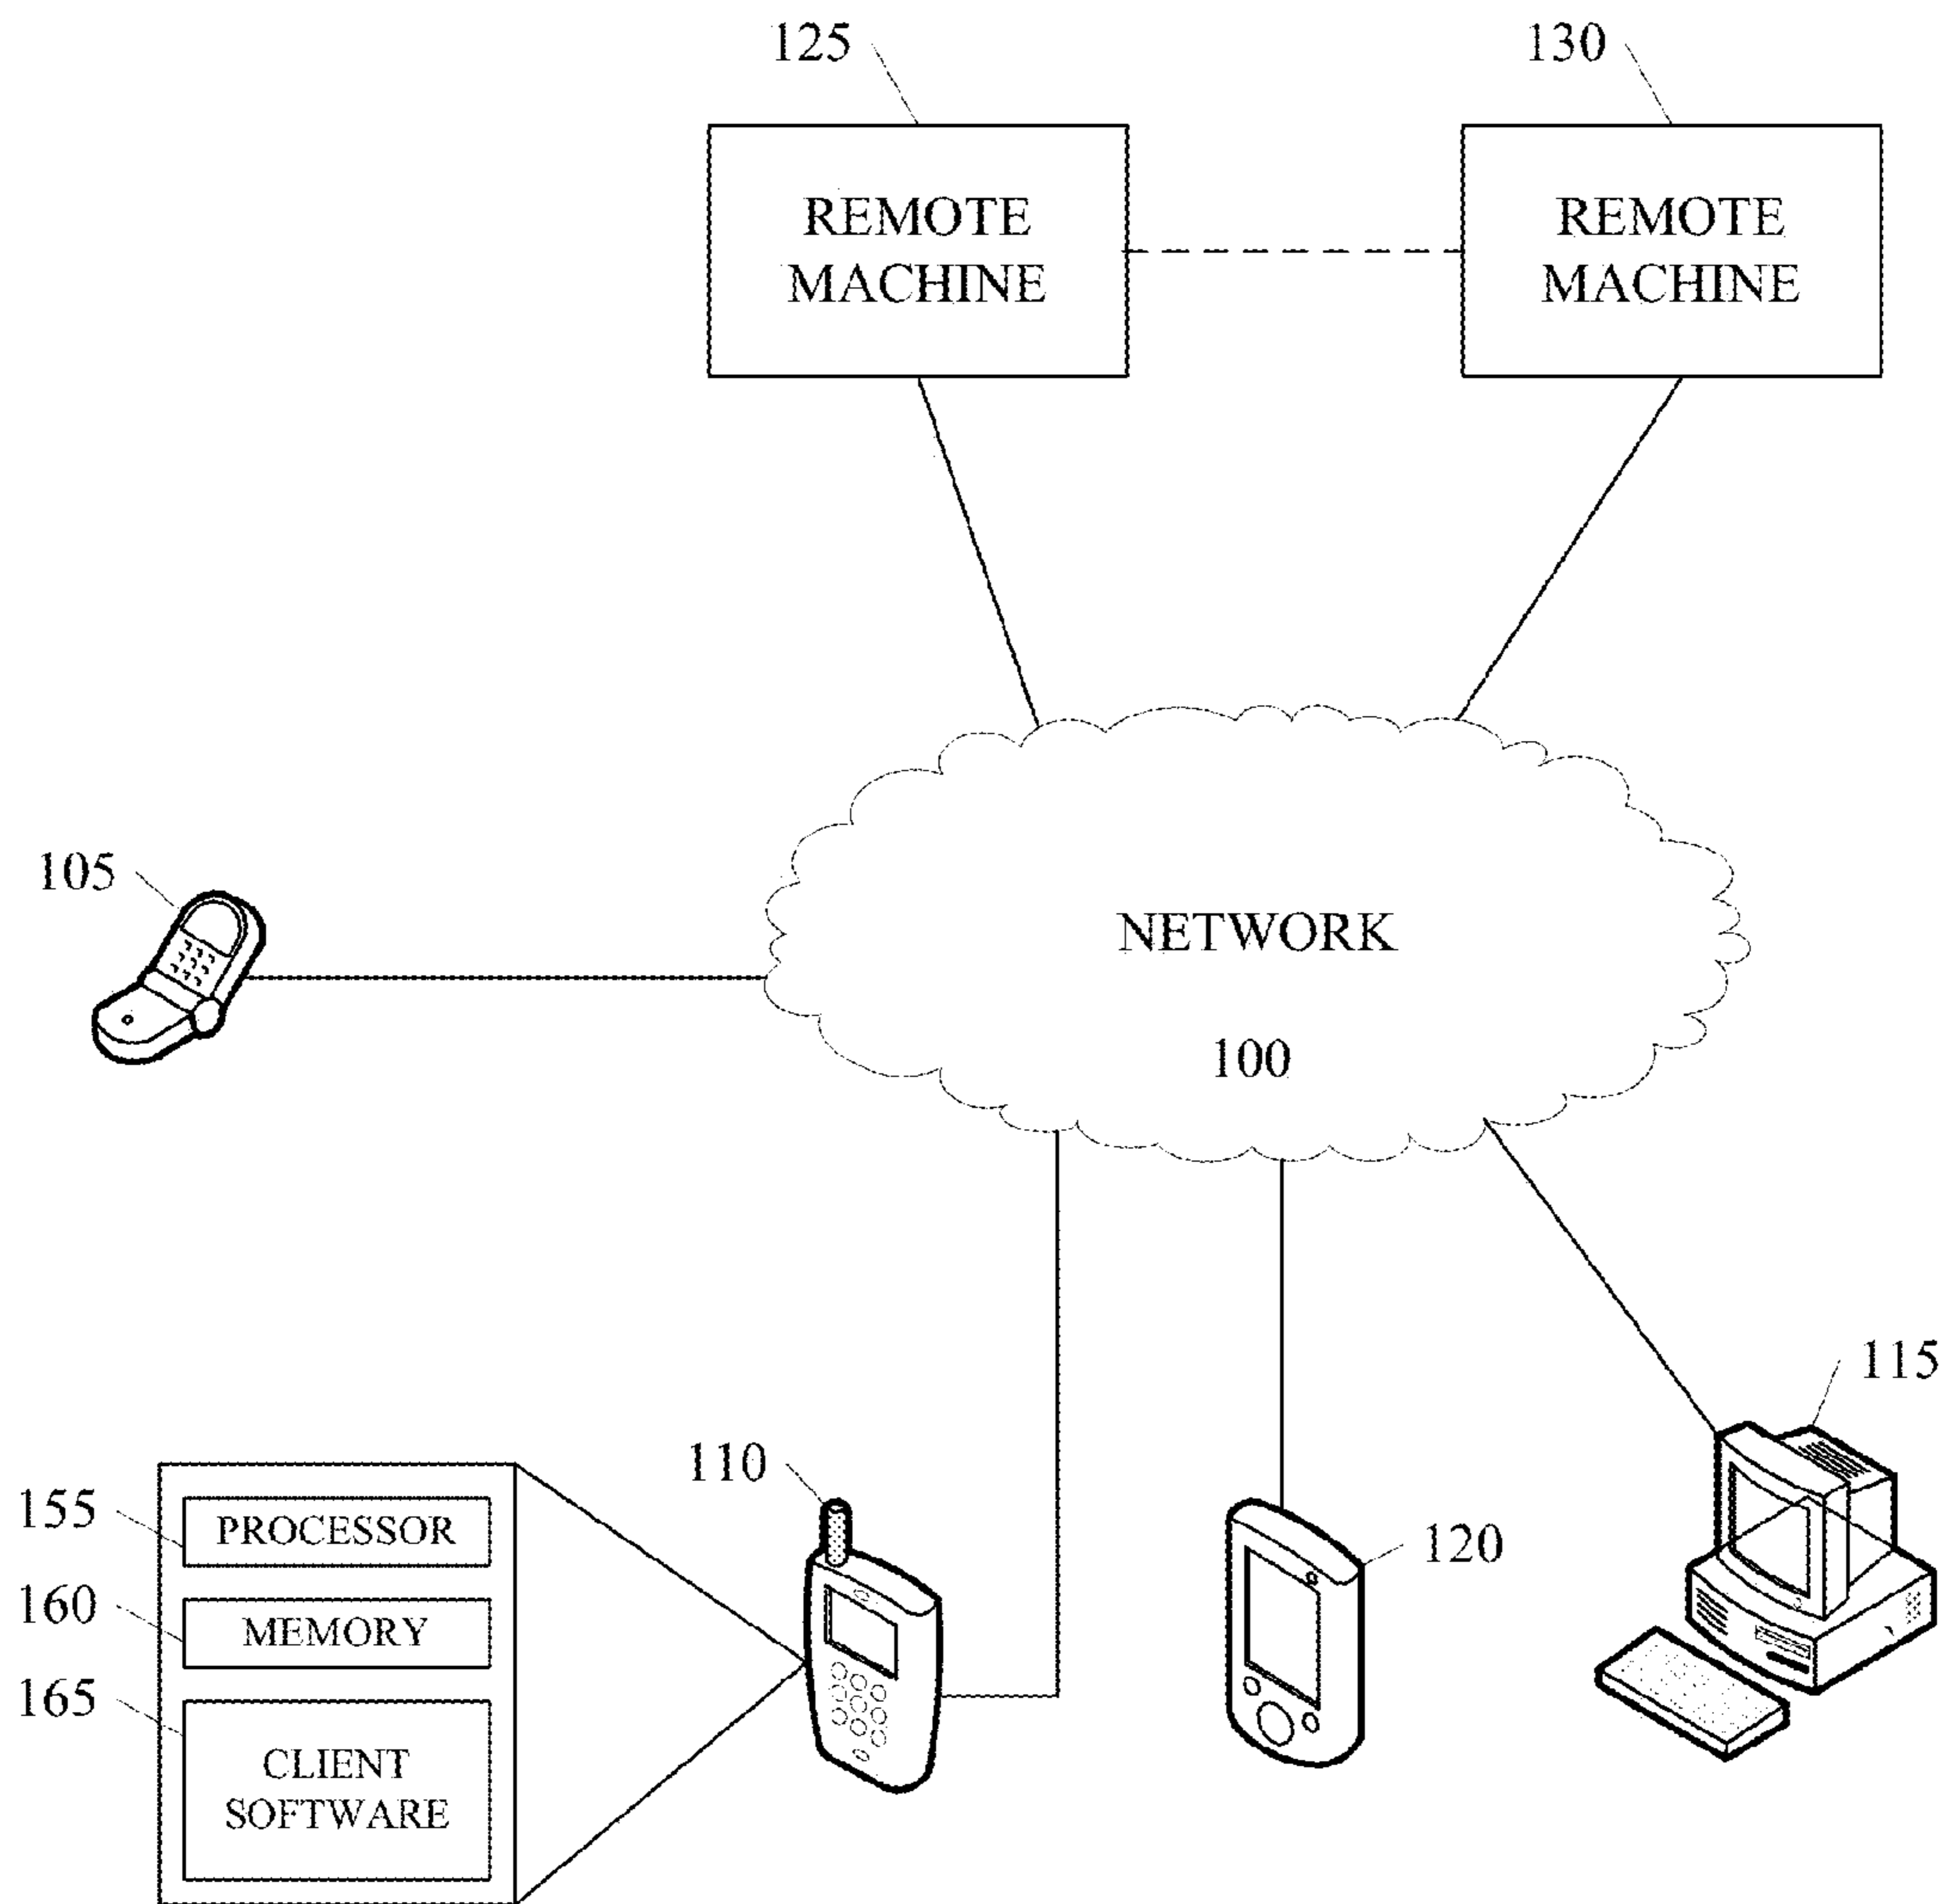 125
130
REMOTE
MACHINE
REMOTE
MACHINE
105
NETWORK
100
115
110
155
PROCESSOR
120
160
MEMORY
165
CLIENT
SOFTWARE